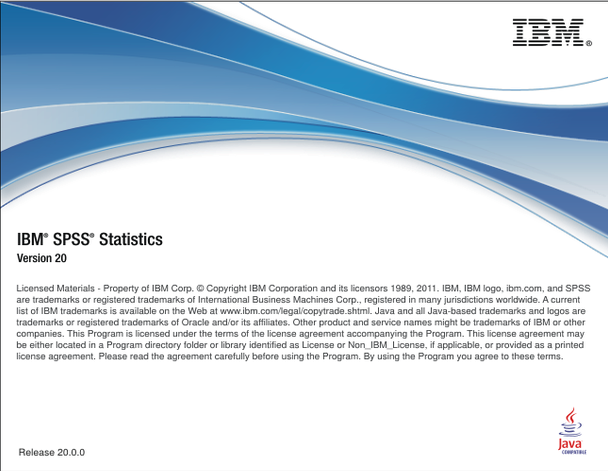 IBM®
IBM® SPSS® Statistics
Version 20
Licensed Materials - Property of IBM Corp. © Copyright IBM Corporation and its licensors 1989, 2011. IBM, IBM logo, ibm.com, and SPSS
are trademarks or registered trademarks of International Business Machines Corp., registered in many jurisdictions worldwide. A current
list of IBM trademarks is available on the Web at www.ibm.com/legal/copytrade.shtml. Java and all Java-based trademarks and logos are
trademarks or registered trademarks of Oracle and/or its affiliates. Other product and service names might be trademarks of IBM or other
companies. This Program is licensed under the terms of the license agreement accompanying the Program. This license agreement may
be either located in a Program directory folder or library identified as License or Non_IBM_License, if applicable, or provided as a printed
license agreement. Please read the agreement carefully before using the Program. By using the Program you agree to these terms.
Java
COMPATIBLE
Release 20.0.0